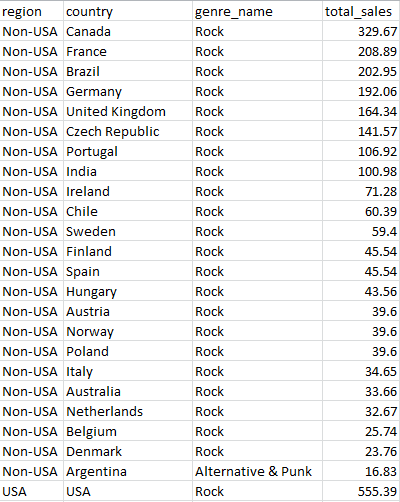 region country genre_name total_sales
Non-USA Canada Rock 329.67
Non-USA France Rock 208.89
Non-USA Brazil Rock 202.95
Non-USA Germany Rock 192.06
Non-USA United Kingdom Rock 164.34
Non-USA Czech Republic Rock 141.57
Non-USA Portugal Rock 106.92
Non-USA India Rock 100.98
Non-USA Ireland Rock 71.28
Non-USA Chile Rock 60.39
Non-USA Sweden Rock 59.4
Non-USA Finland Rock 45.54
Non-USA Spain Rock 45.54
Non-USA Hungary Rock 43.56
Non-USA Austria Rock 39.6
Non-USA Norway Rock 39.6
Non-USA Poland Rock 39.6
Non-USA Italy Rock 34.65
Non-USA Australia Rock 33.66
Non-USA Netherlands Rock 32.67
Non-USA Belgium Rock 25.74
Non-USA Denmark Rock 23.76
Non-USA Argentina Alternative & Punk 16.83
USA USA Rock 555.39